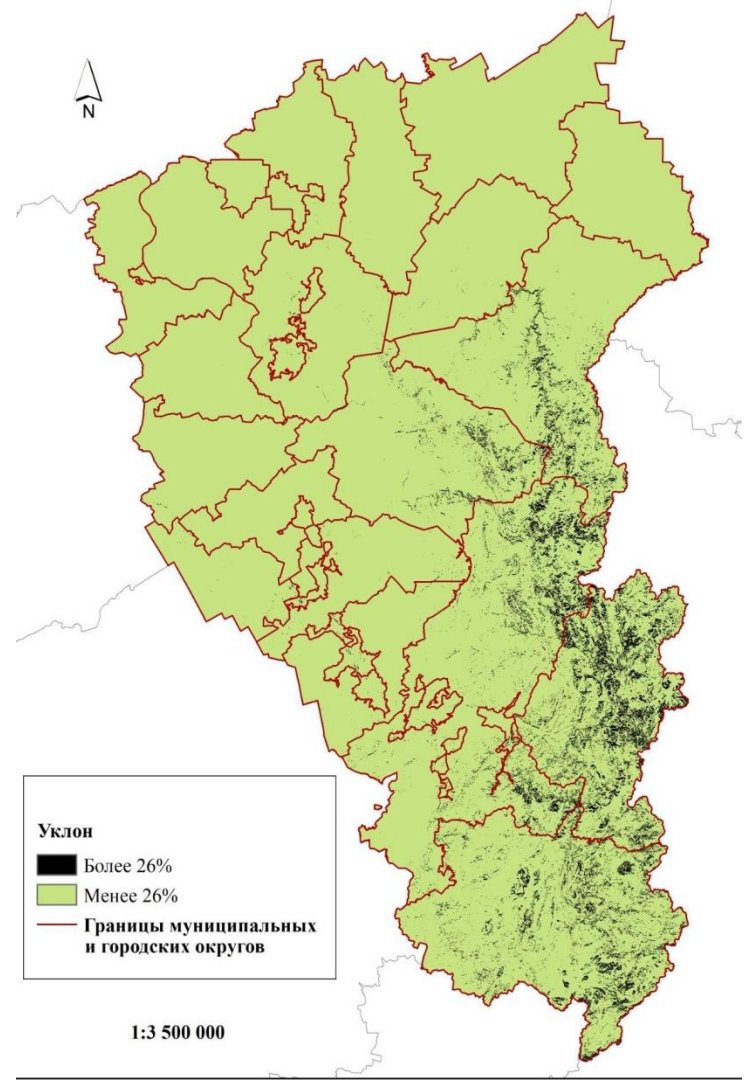 N
Уклон
Более 26%
Менее 26%
Границы муниципальных
и городских округов
1:3 500 000